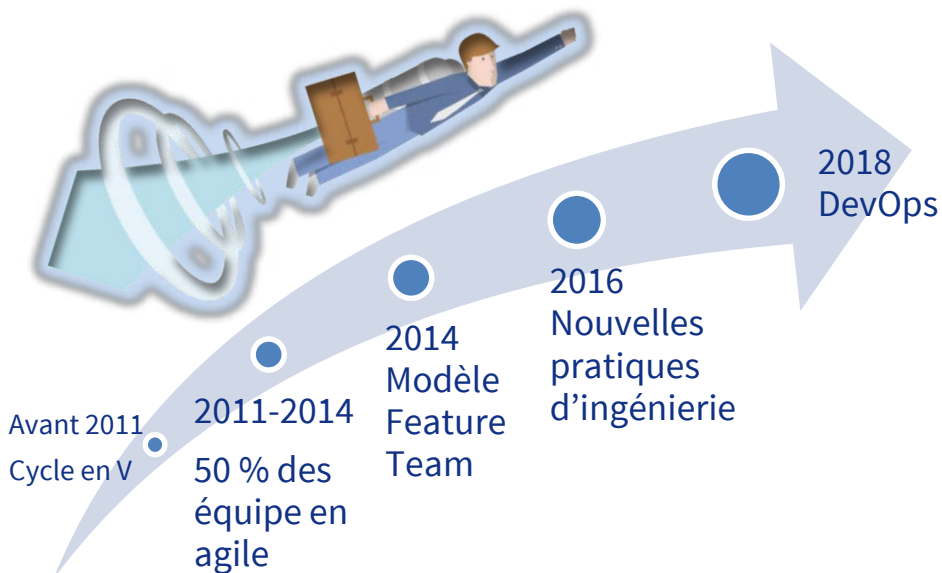 Avant 2011
Cycle en V
2011-2014
50 % des
équipe en
agile
2014
Modèle
Feature
Team
2016
Nouvelles
pratiques
d’ingénierie
2018
DevOps